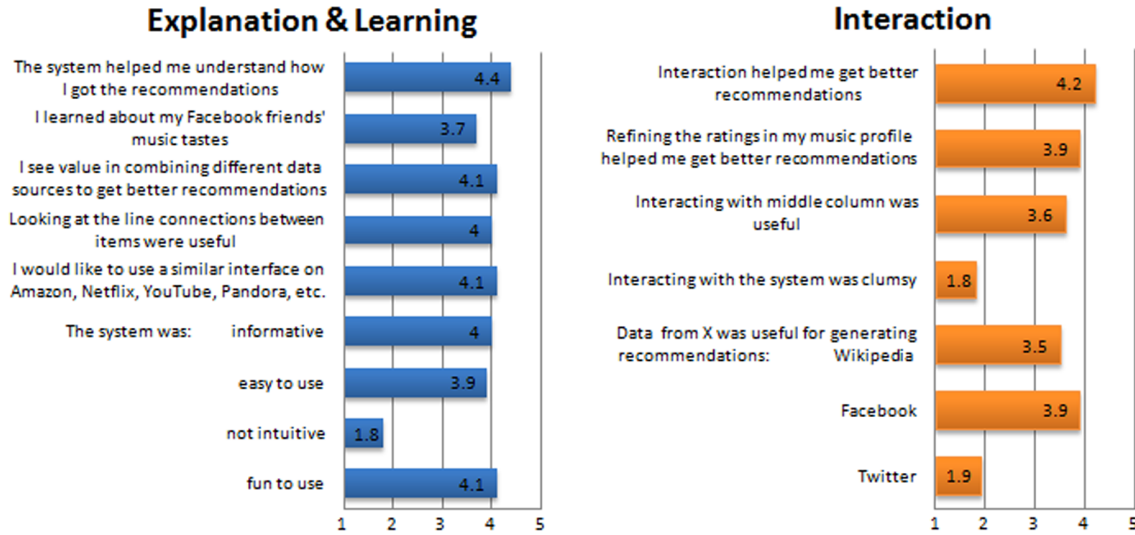 Explanation & Learning
The system helped me understand how
I got the recommendations
4.4
I learned about my Facebook friends'
music tastes
3.7
I see value in combining different data
sources to get better recommendations
4.1
Looking at the line connections between
items were useful
4
I would like to use a similar interface on
Amazon, Netflix, YouTube, Pandora, etc.
4.1
The system was: informative
4
easy to use
3.9
not intuitive
1.8
fun to use
4.1
1 2 3 4 5
Interaction
Interaction helped me get better
recommendations
4.2
Refining the ratings in my music profile
helped me get better recommendations
3.9
Interacting with middle column was
useful
3.6
Interacting with the system was clumsy
1.8
Data from X was useful for generating
recommendations: Wikipedia
3.5
Facebook
3.9
Twitter
1.9
1 2 3 4 5